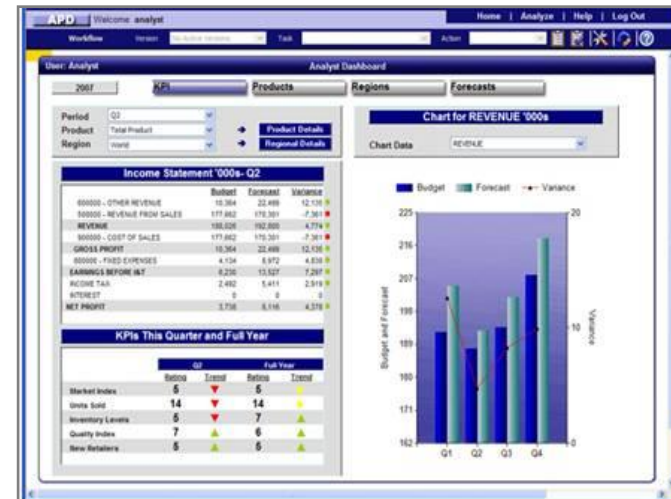 APD Welcome analyst Home | Analyze | Help | Log Out
Workflow Version No Active Versions Task Action
User: Analyst Analyst Dashboard
2007 KPI Products Regions Forecasts
Period Q2
Product Total Product Product Details
Region World Regional Details
Chart for REVENUE '000s
Chart Data REVENUE
Income Statement '000s- Q2
Budget Forecast Variance
600000 - OTHER REVENUE 10,364 22,499 12,135
500000 - REVENUE FROM SALES 177,662 170,301 -7,361
REVENUE 188,026 192,800 4,774
900000 - COST OF SALES 177,662 170,301 -7,361
GROSS PROFIT 10,364 22,499 12,135
800000 - FIXED EXPENSES 4,134 8,972 4,838
EARNINGS BEFORE I&T 6,230 13,527 7,297
INCOME TAX 2,492 5,411 2,919
INTEREST 0 0 0
NET PROFIT 3,738 8,116 4,378
Budget Forecast Variance
225
216
207
198
189
180
171
162
20
10
0
Budget and Forecast
Variance
Q1 Q2 Q3 Q4
KPIs This Quarter and Full Year
Q2 Full Year
Rating Trend Rating Trend
Market Index 5 5
Units Sold 14 14
Inventory Levels 5 7
Quality Index 7 6
New Retailers 5 5